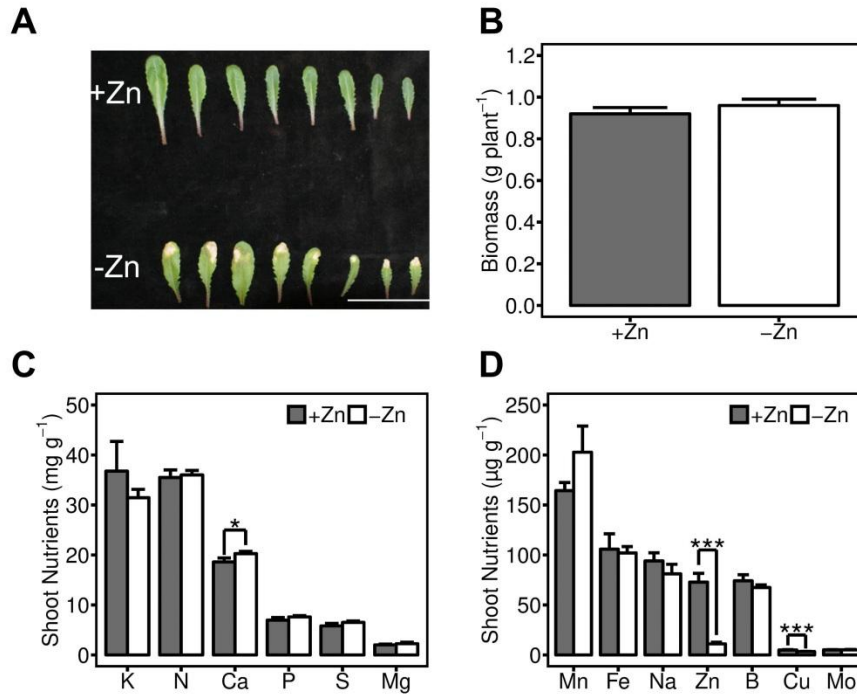 A
+Zn
-Zn
B
Biomass (g plant⁻¹)
1.2
1.0
0.8
0.6
0.4
0.2
0.0
+Zn
−Zn
C
Shoot Nutrients (mg g⁻¹)
50
40
30
20
10
0
+Zn −Zn
*
K N Ca P S Mg
D
Shoot Nutrients (µg g⁻¹)
250
200
150
100
50
0
+Zn −Zn
***
***
Mn Fe Na Zn B Cu Mo